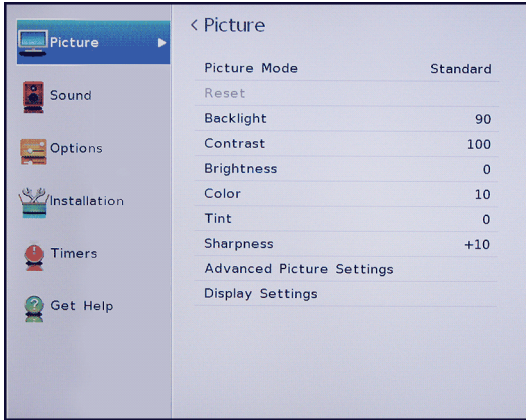 Picture
Sound
Options
Installation
Timers
Get Help
< Picture
Picture Mode Standard
Reset
Backlight 90
Contrast 100
Brightness 0
Color 10
Tint 0
Sharpness +10
Advanced Picture Settings
Display Settings